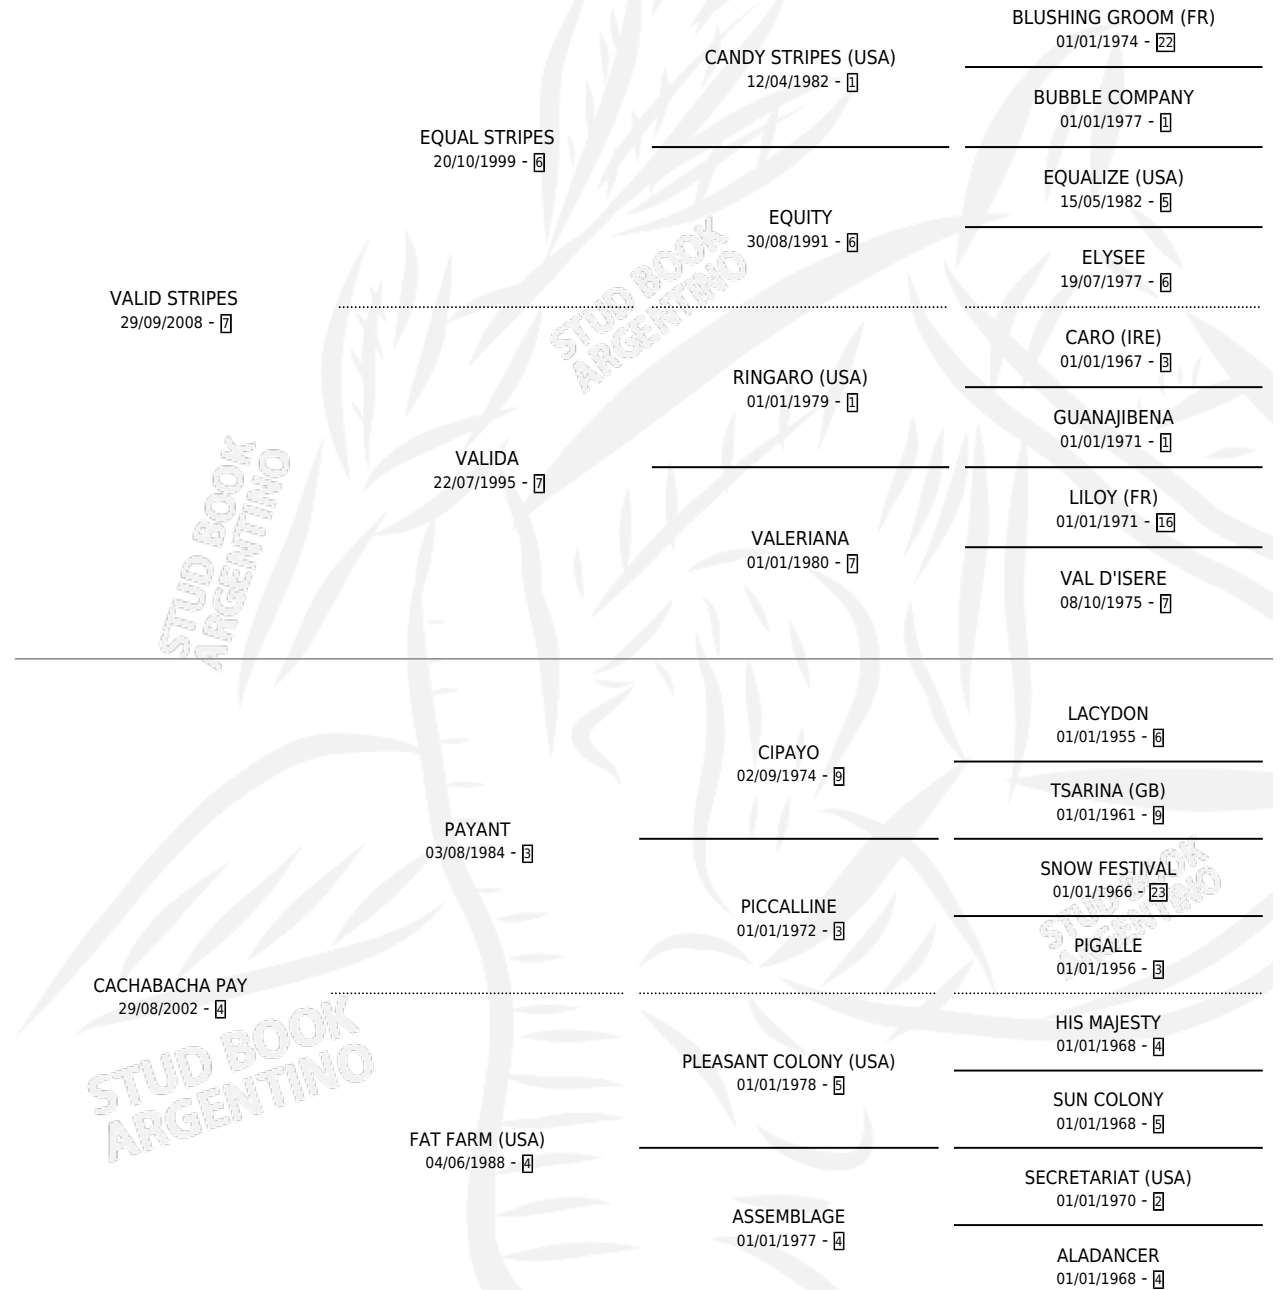 BLUSHING GROOM (FR)
01/01/1974 - 22
CANDY STRIPES (USA)
12/04/1982 - 1
BUBBLE COMPANY
01/01/1977 - 1
EQUAL STRIPES
20/10/1999 - 6
EQUALIZE (USA)
15/05/1982 - 5
EQUITY
30/08/1991 - 6
ELYSEE
19/07/1977 - 6
VALID STRIPES
29/09/2008 - 7
CARO (IRE)
01/01/1967 - 3
RINGARO (USA)
01/01/1979 - 1
GUANAJIBENA
01/01/1971 - 1
VALIDA
22/07/1995 - 7
LILOY (FR)
01/01/1971 - 16
VALERIANA
01/01/1980 - 7
VAL D'ISERE
08/10/1975 - 7
LACYDON
01/01/1955 - 6
CIPAYO
02/09/1974 - 9
TSARINA (GB)
01/01/1961 - 9
PAYANT
03/08/1984 - 3
SNOW FESTIVAL
01/01/1966 - 23
PICCALLINE
01/01/1972 - 3
PIGALLE
01/01/1956 - 3
CACHABACHA PAY
29/08/2002 - 4
HIS MAJESTY
01/01/1968 - 4
PLEASANT COLONY (USA)
01/01/1978 - 5
SUN COLONY
01/01/1968 - 5
FAT FARM (USA)
04/06/1988 - 4
SECRETARIAT (USA)
01/01/1970 - 2
ASSEMBLAGE
01/01/1977 - 4
ALADANCER
01/01/1968 - 4
STUD BOOK
ARGENTINO
STUD BOOK
ARGENTINO
STUD BOOK
ARGENTINO
STUD BOOK
ARGENTINO